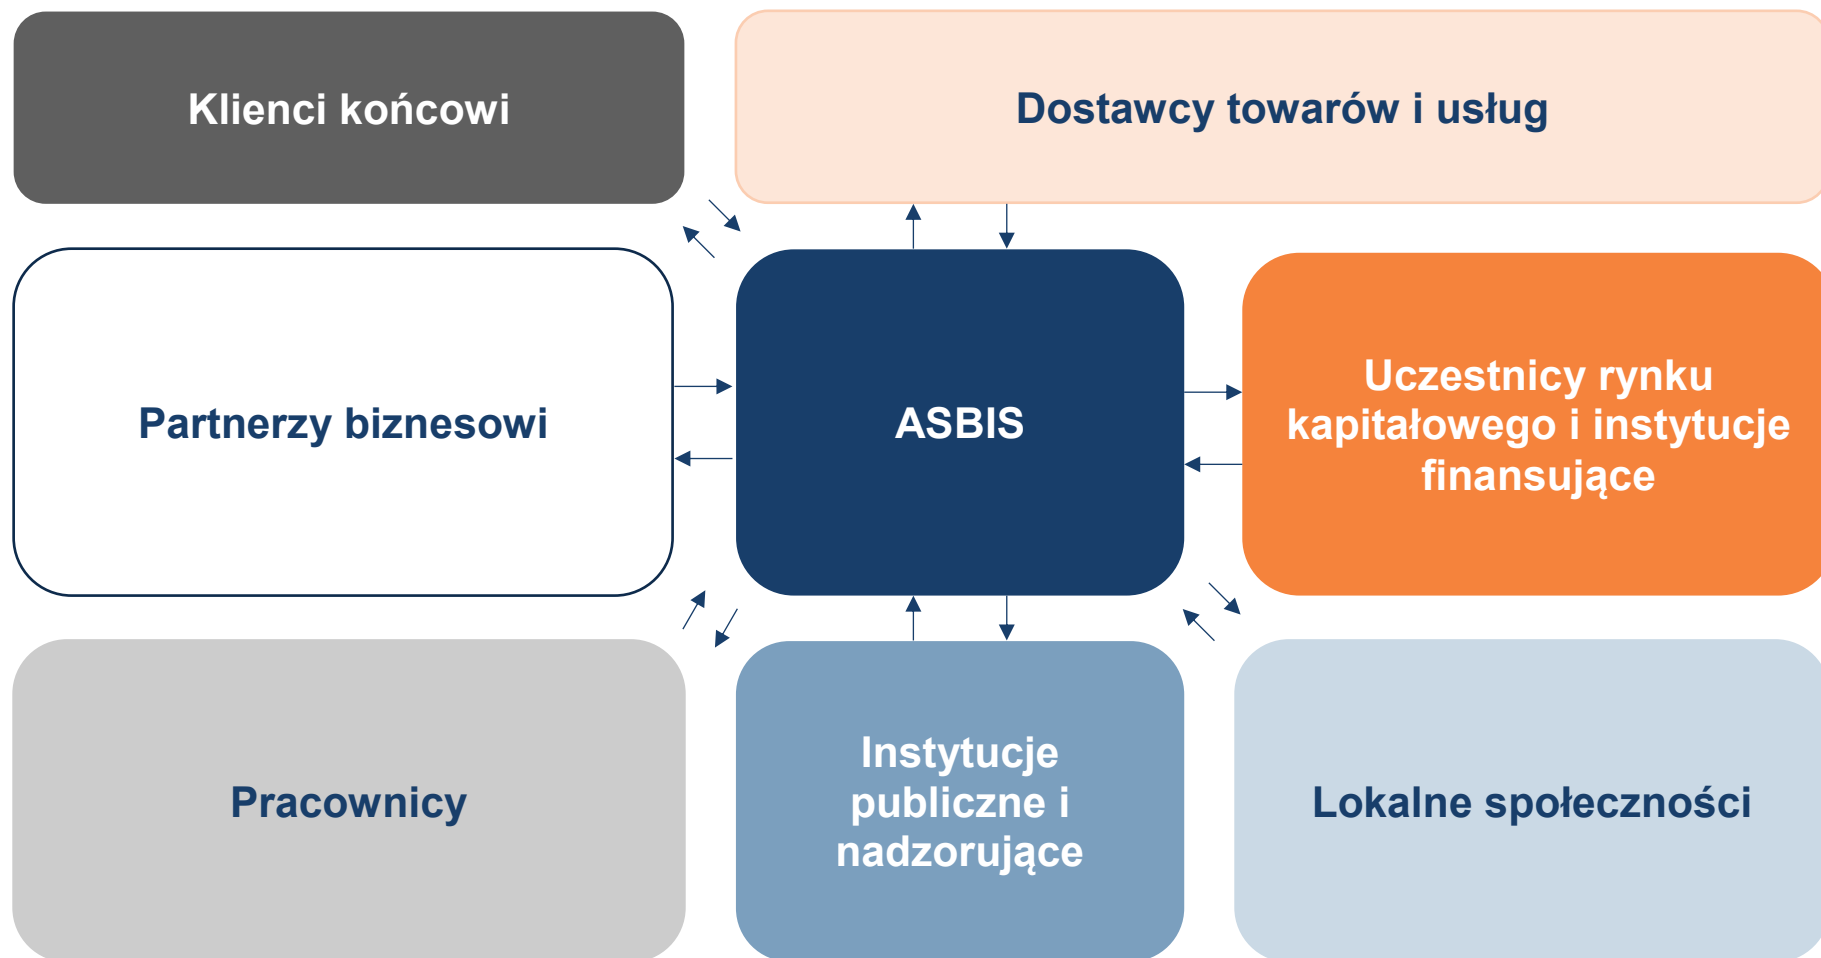 Klienci końcowi
Dostawcy towarów i usług
Partnerzy biznesowi
ASBIS
Uczestnicy rynku
kapitałowego i instytucje
finansujące
Pracownicy
Instytucje
publiczne i
nadzorujące
Lokalne społeczności